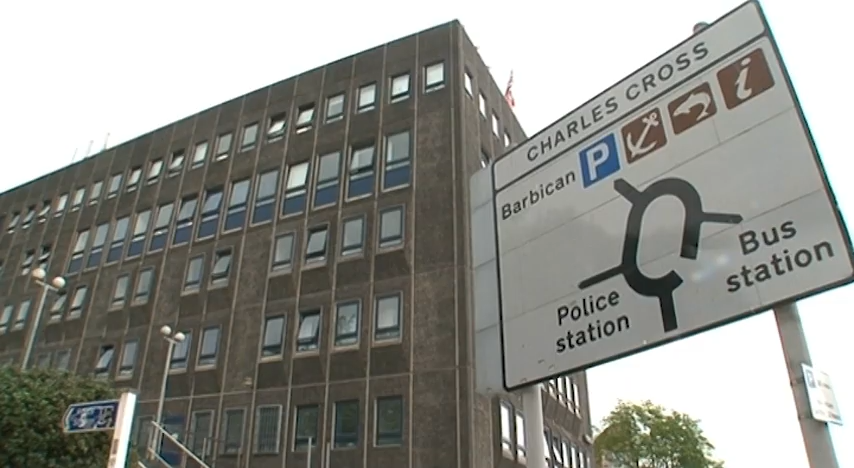 CHARLES CROSS
Barbican P i
Bus
station
Police
station
P